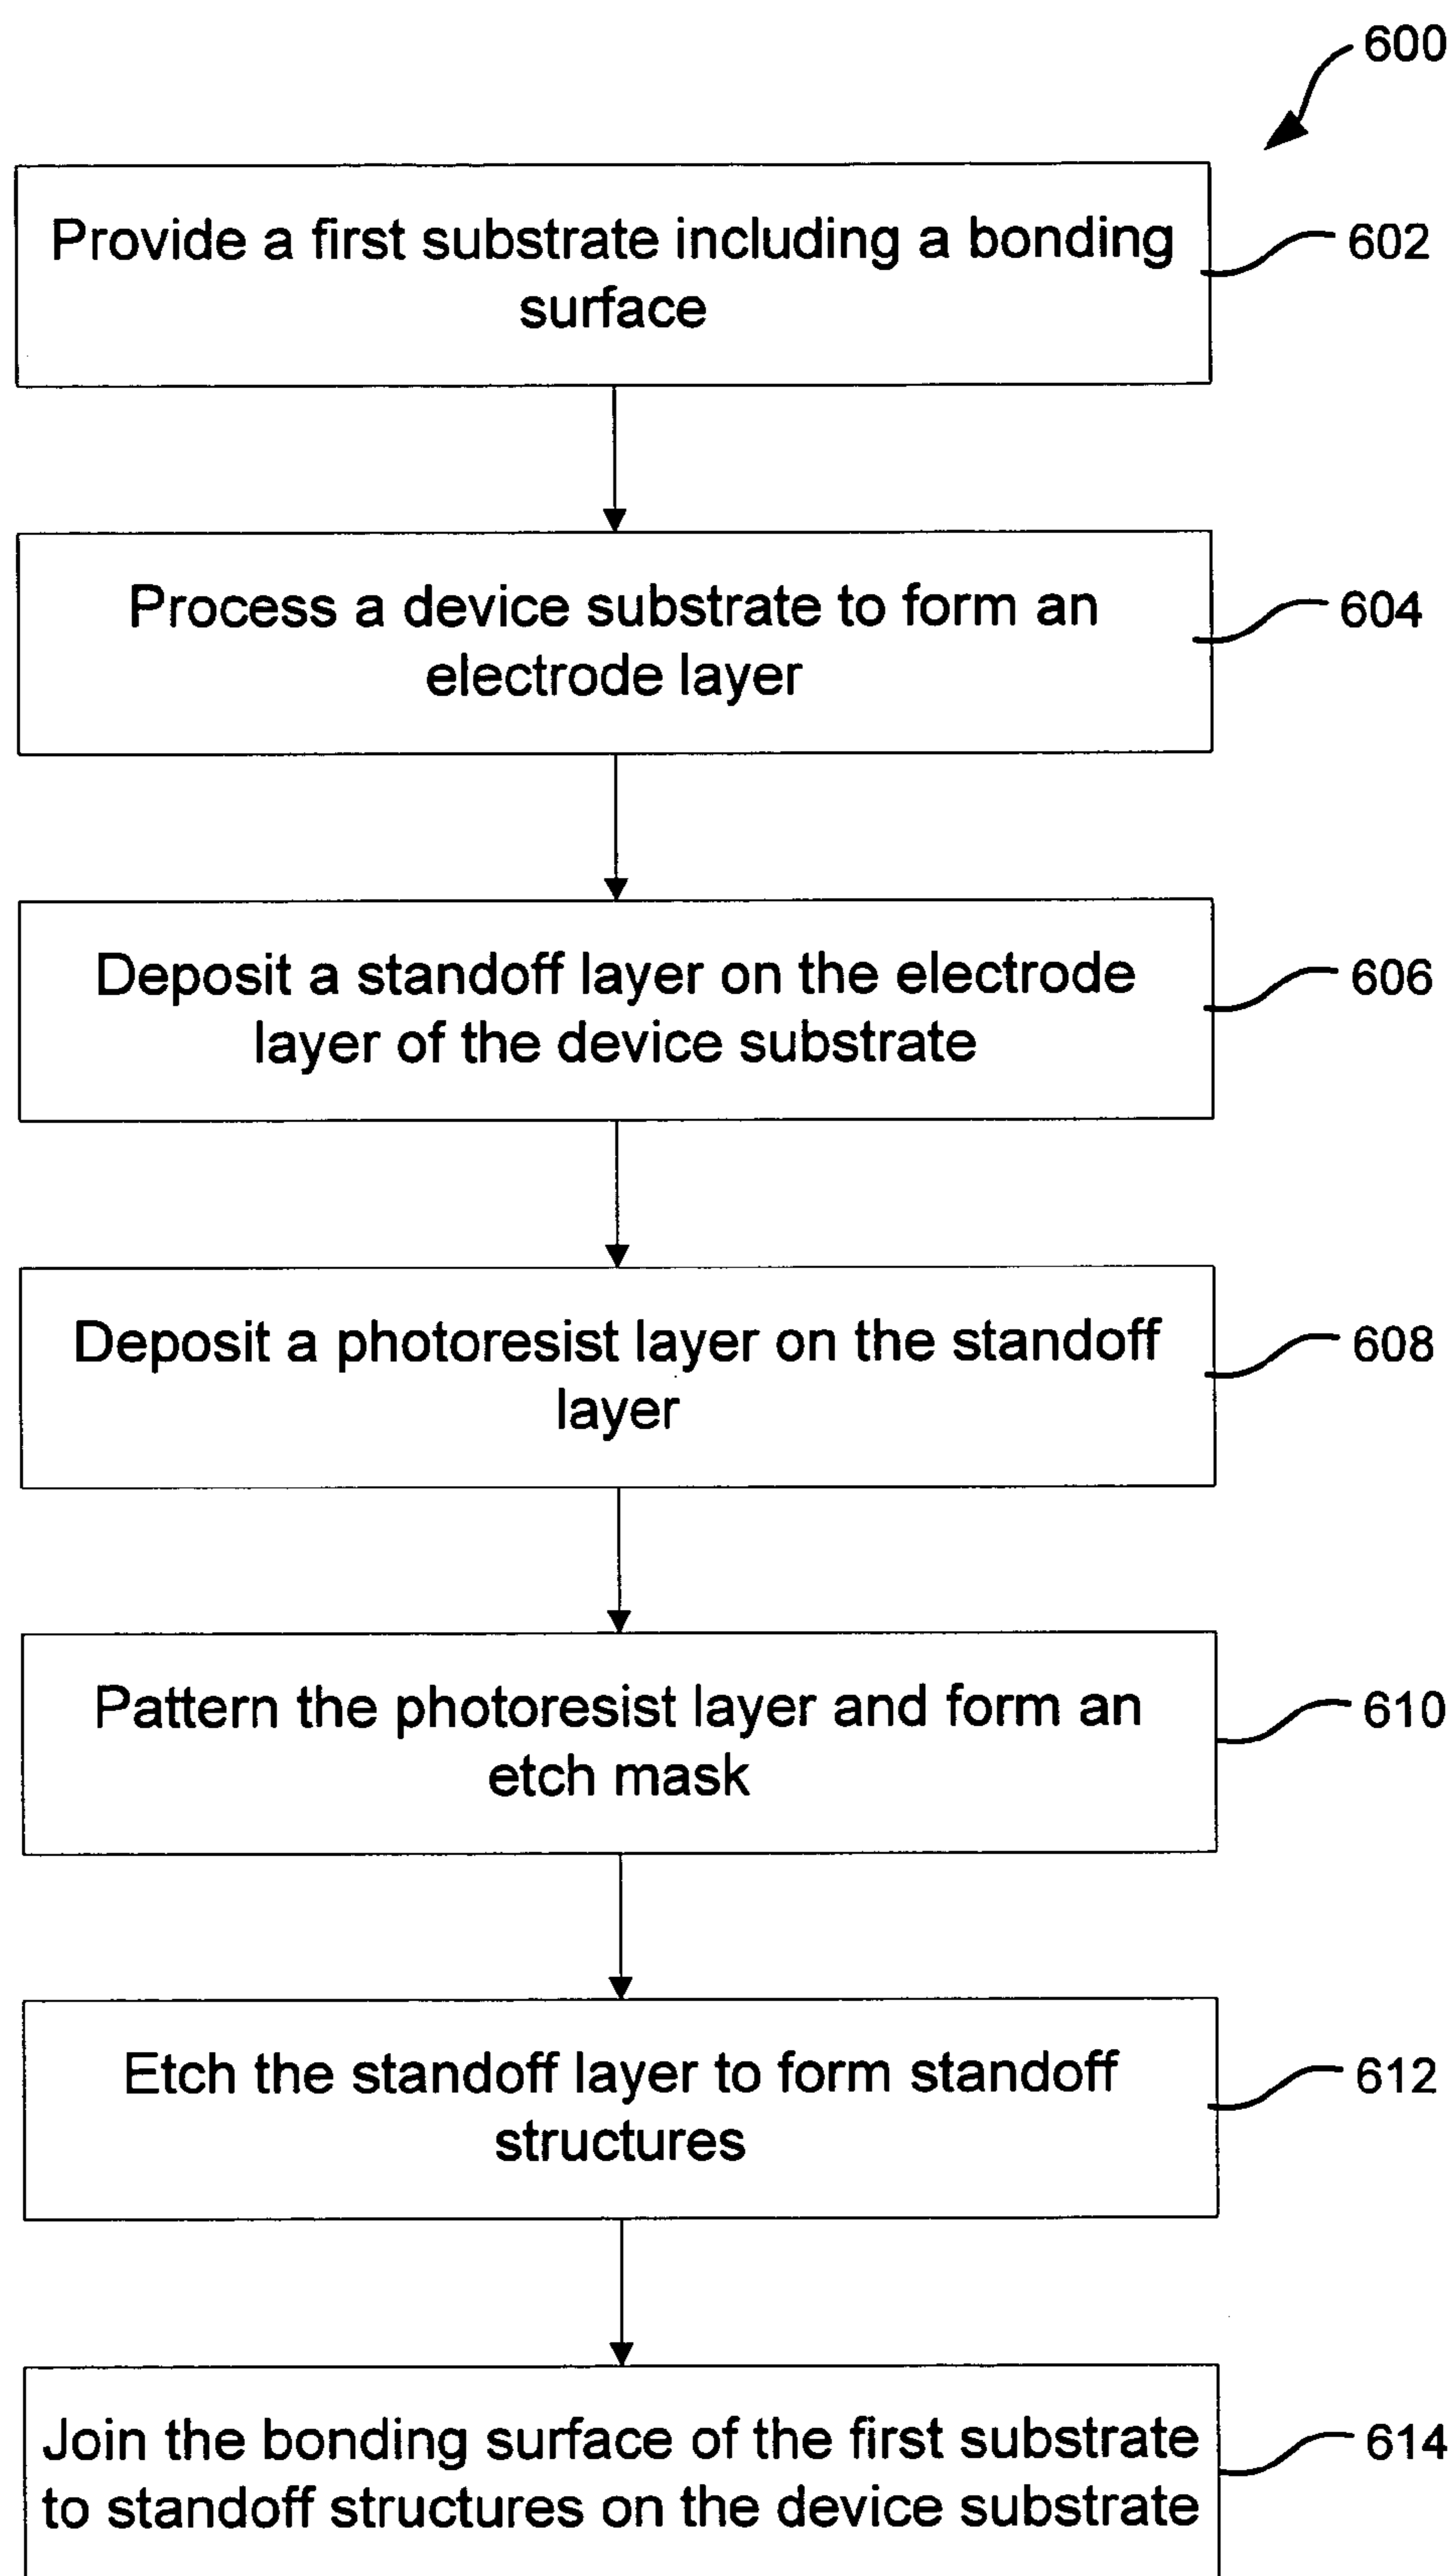 600
Provide a first substrate including a bonding
surface
602
Process a device substrate to form an
electrode layer
604
Deposit a standoff layer on the electrode
layer of the device substrate
606
Deposit a photoresist layer on the standoff
layer
608
Pattern the photoresist layer and form an
etch mask
610
Etch the standoff layer to form standoff
structures
612
Join the bonding surface of the first substrate
to standoff structures on the device substrate
614